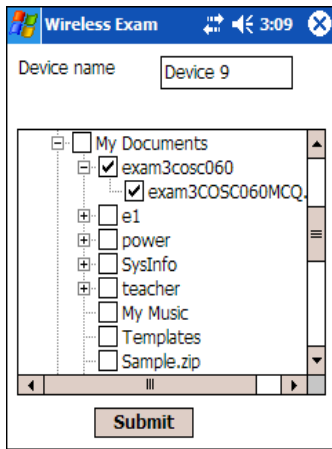 Wireless Exam 3:09
Device name Device 9
My Documents
exam3cosc060
exam3COSC060MCQ.
e1
power
SysInfo
teacher
My Music
Templates
Sample.zip
Submit